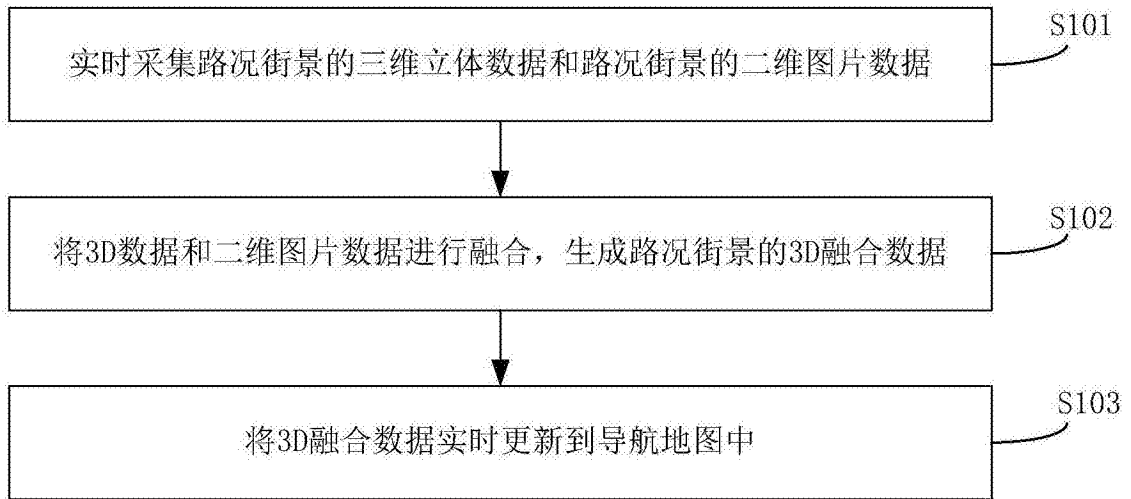 S101
实时采集路况街景的三维立体数据和路况街景的二维图片数据
S102
将3D数据和二维图片数据进行融合，生成路况街景的3D融合数据
S103
将3D融合数据实时更新到导航地图中